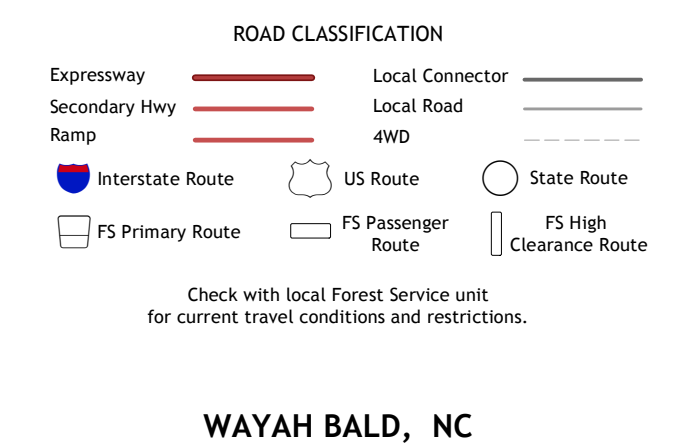 ROAD CLASSIFICATION
Expressway
Local Connector
Secondary Hwy
Local Road
Ramp
4WD
Interstate Route
US Route
State Route
FS Primary Route
FS Passenger
Route
FS High
Clearance Route
Check with local Forest Service unit
for current travel conditions and restrictions.
WAYAH BALD, NC